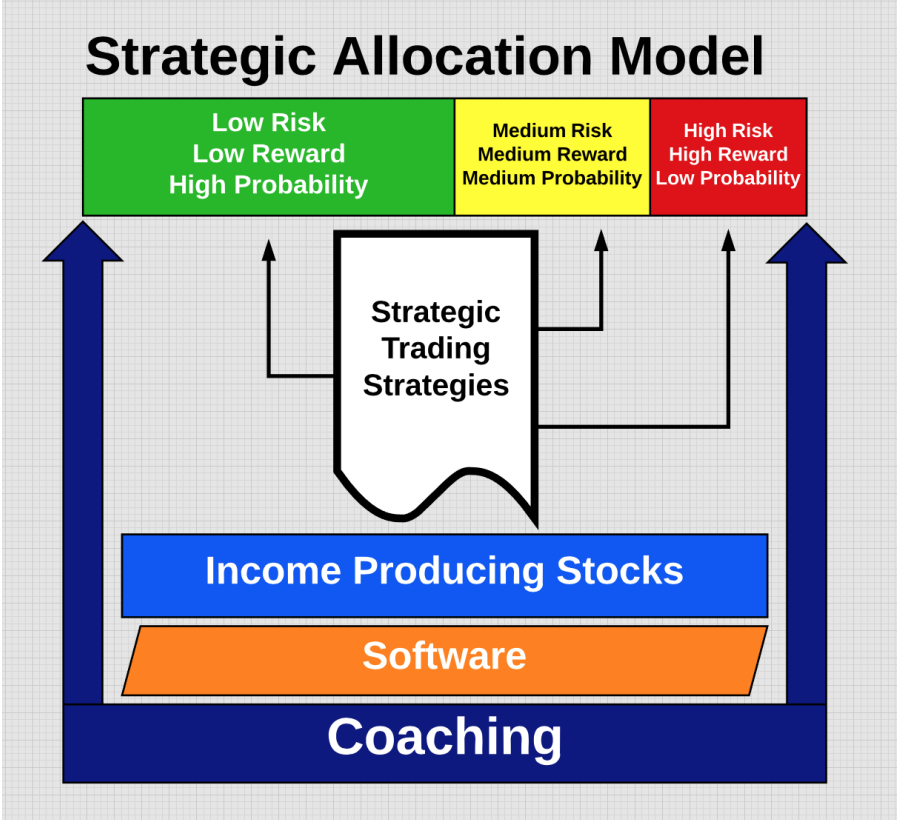 Strategic Allocation Model
Low Risk
Low Reward
High Probability
Medium Risk
Medium Reward
Medium Probability
High Risk
High Reward
Low Probability
Strategic
Trading
Strategies
Income Producing Stocks
Software
Coaching